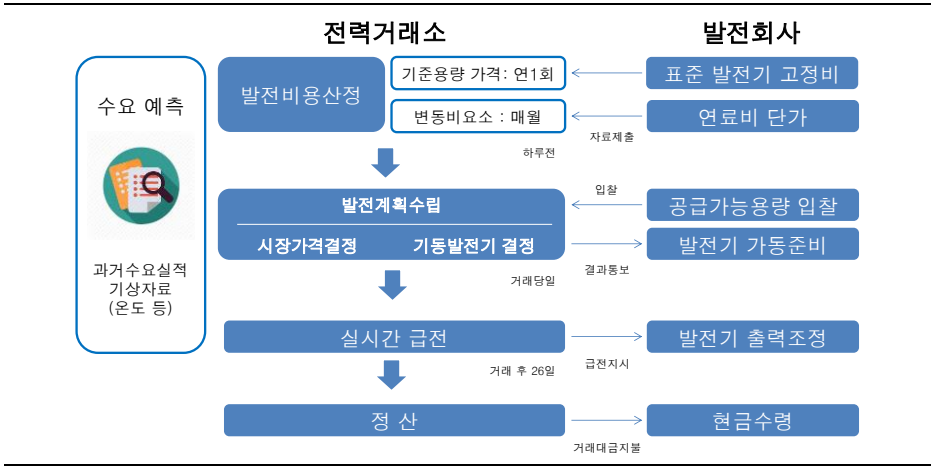 전력거래소
발전회사
수요 예측
과거수요실적
기상자료
(온도 등)
발전비용산정
기준용량 가격: 연1회
변동비요소 : 매월
표준 발전기 고정비
연료비 단가
자료제출
하루전
발전계획수립
시장가격결정
기동발전기 결정
입찰
공급가능용량 입찰
발전기 가동준비
결과통보
거래당일
실시간 급전
발전기 출력조정
급전지시
거래 후 26일
정 산
현금수령
거래대금지불